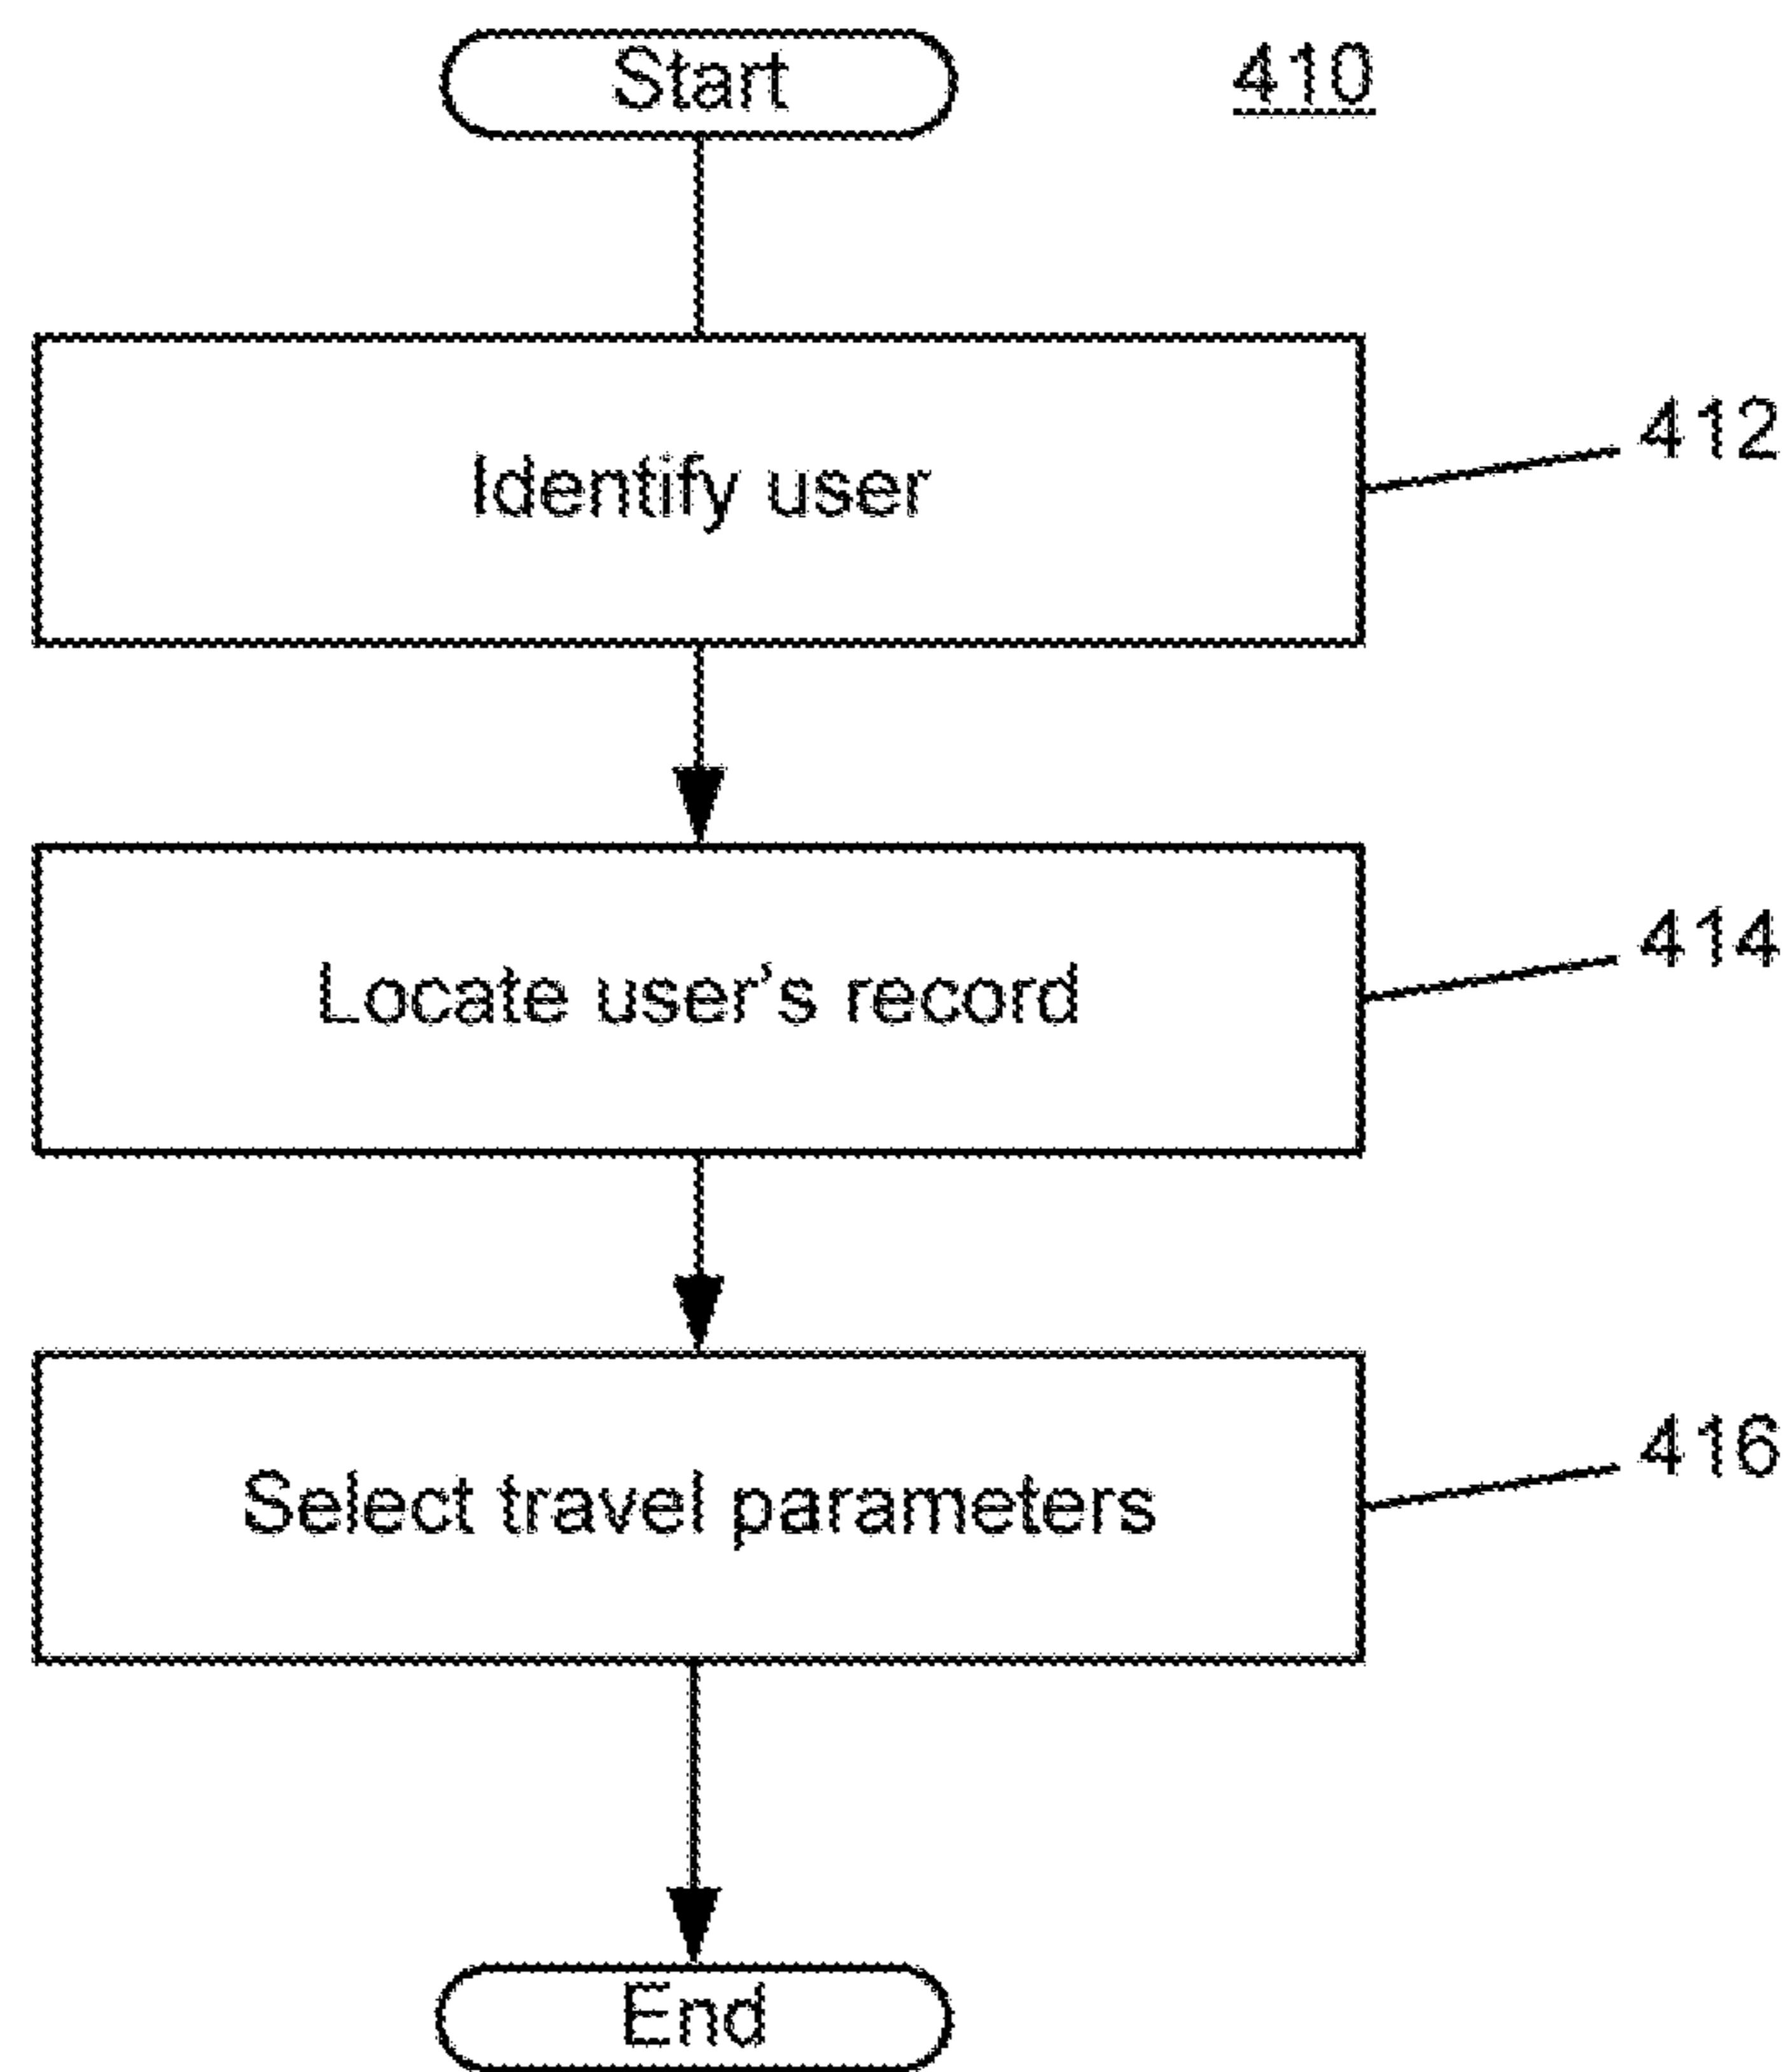 Start
410
Identify user
412
Locate user’s record
414
Select travel parameters
416
End